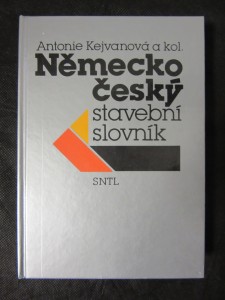 Antonie Kejvanová a kol.
Německo
český
stavební
slovník
SNTL